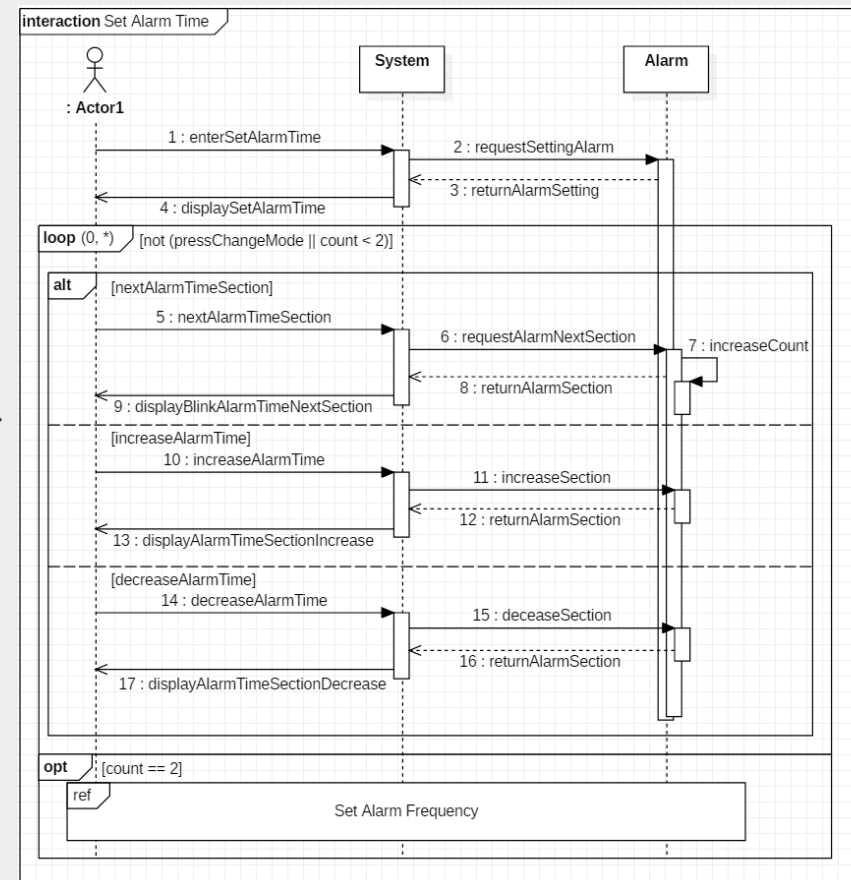 interaction Set Alarm Time
System
Alarm
: Actor1
1 : enterSetAlarmTime
2 : requestSettingAlarm
3 : returnAlarmSetting
4 : displaySetAlarmTime
loop (0, *) [not (pressChangeMode || count < 2)]
alt [nextAlarmTimeSection]
5 : nextAlarmTimeSection
6 : requestAlarmNextSection
7 : increaseCount
8 : returnAlarmSection
9 : displayBlinkAlarmTimeNextSection
[increaseAlarmTime]
10 : increaseAlarmTime
11 : increaseSection
12 : returnAlarmSection
13 : displayAlarmTimeSectionIncrease
[decreaseAlarmTime]
14 : decreaseAlarmTime
15 : deceaseSection
16 : returnAlarmSection
17 : displayAlarmTimeSectionDecrease
opt [count == 2]
ref
Set Alarm Frequency